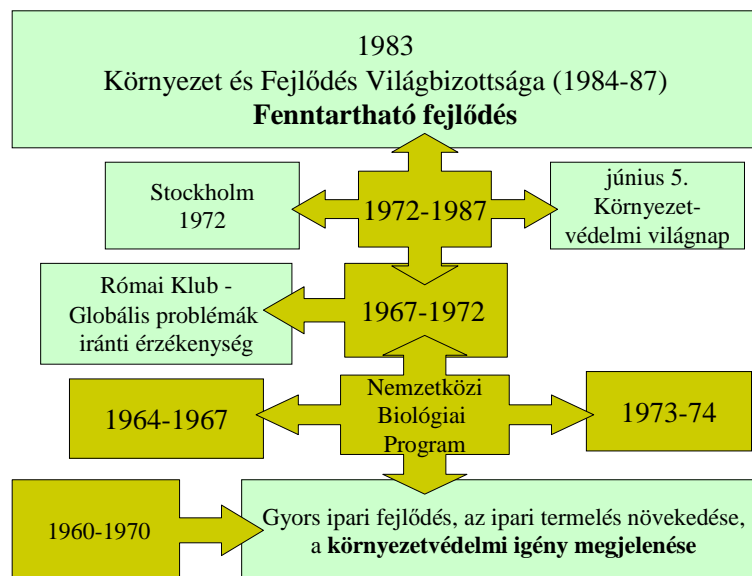 1983
Környezet és Fejlődés Világbizottsága (1984-87)
Fenntartható fejlődés
Stockholm
1972
1972-1987
június 5.
Környezet-
védelmi világnap
Római Klub -
Globális problémák
iránti érzékenység
1967-1972
1964-1967
Nemzetközi
Biológiai
Program
1973-74
1960-1970
Gyors ipari fejlődés, az ipari termelés növekedése,
a környezetvédelmi igény megjelenése